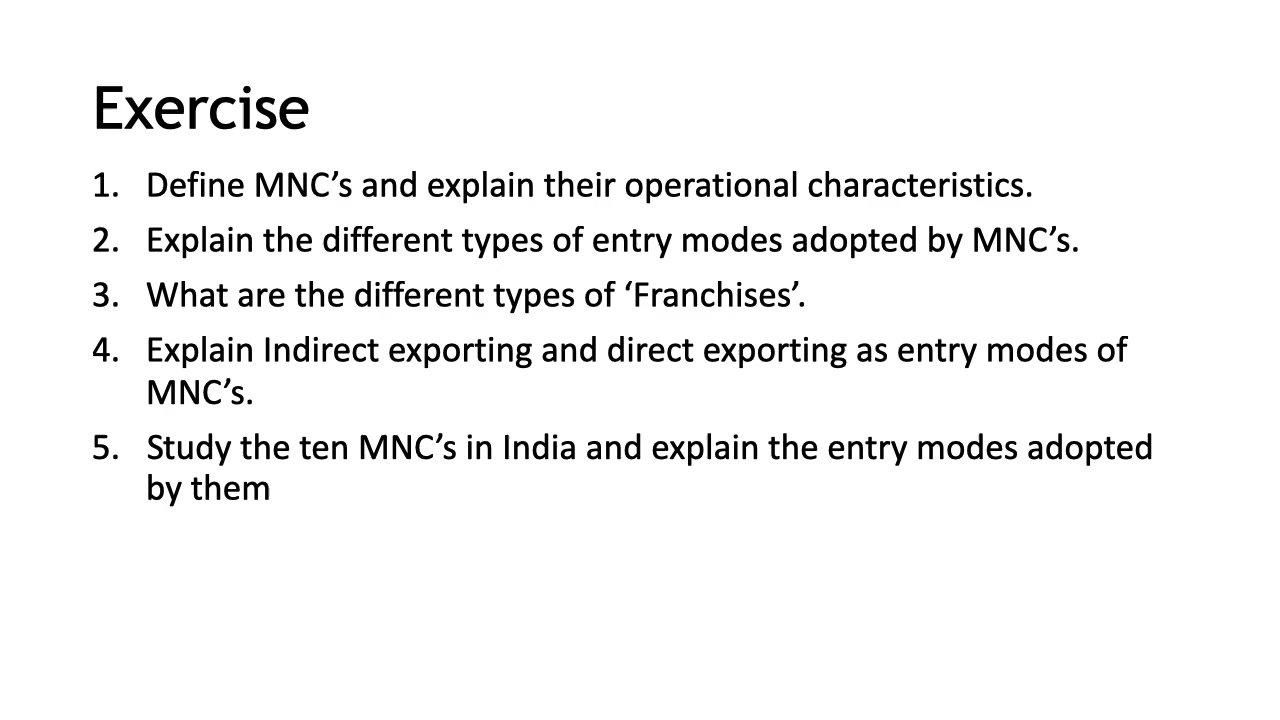 Exercise
1. Define MNC’s and explain their operational characteristics.
2. Explain the different types of entry modes adopted by MNC’s.
3. What are the different types of ‘Franchises’.
4. Explain Indirect exporting and direct exporting as entry modes of
MNC’s.
5. Study the ten MNC’s in India and explain the entry modes adopted
by them